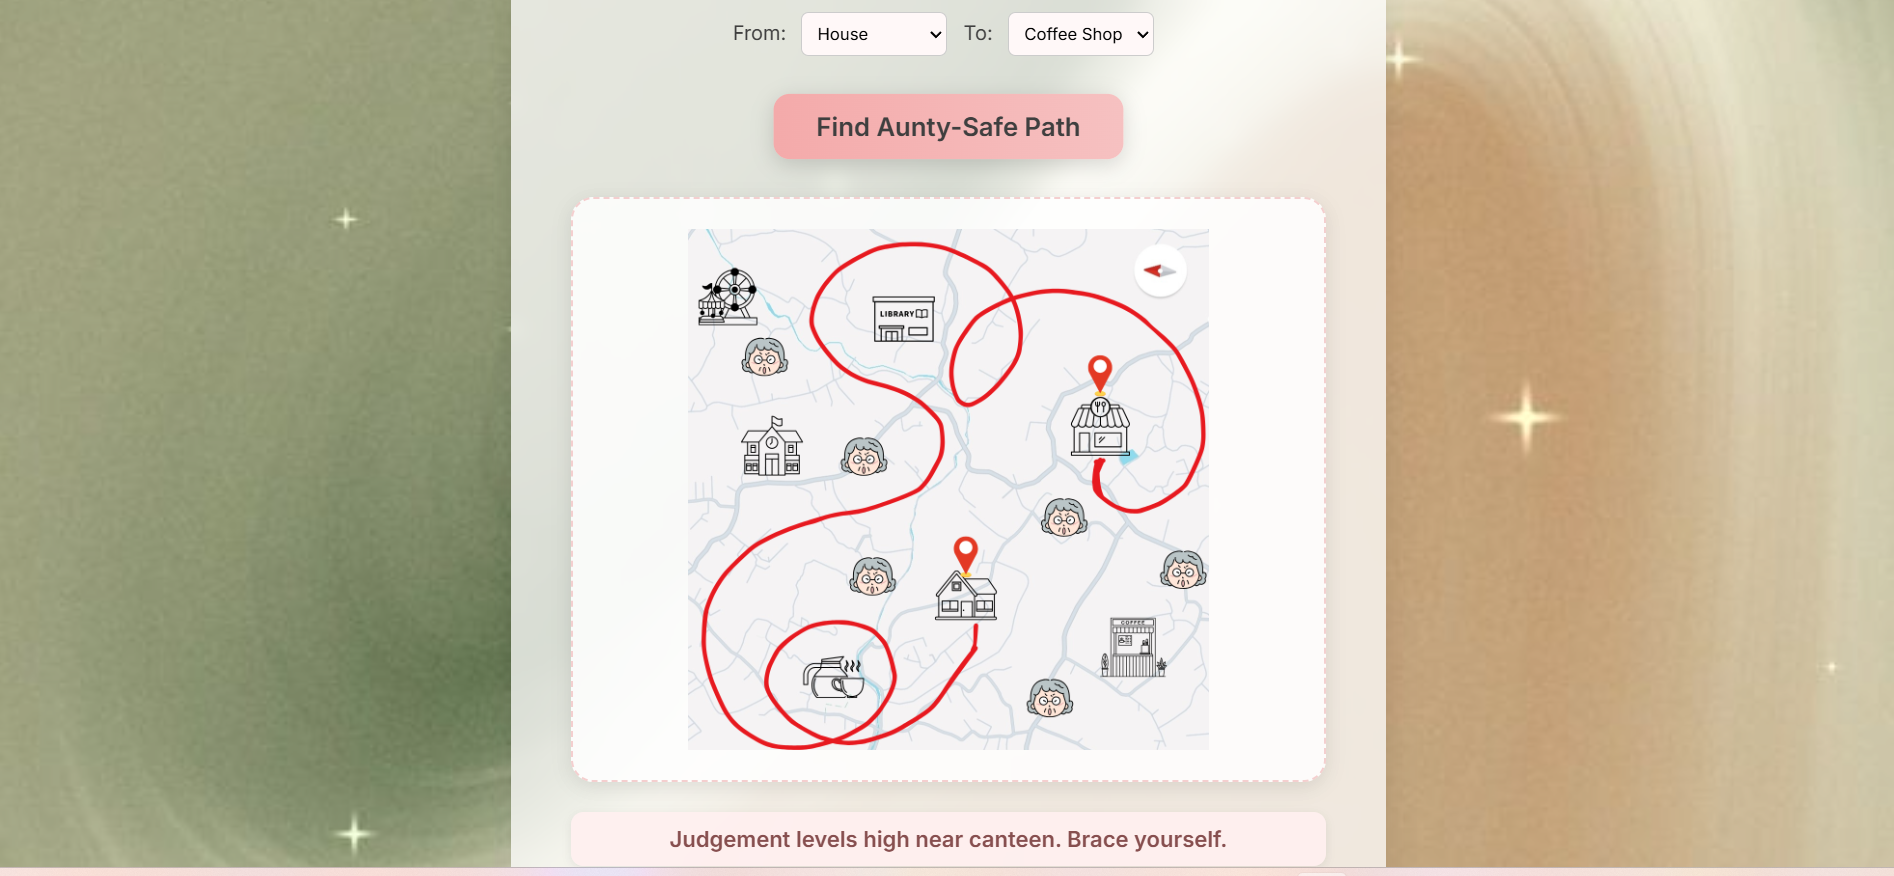 From: House To: Coffee Shop
Find Aunty-Safe Path
LIBRARY
COFFEE
Judgement levels high near canteen. Brace yourself.